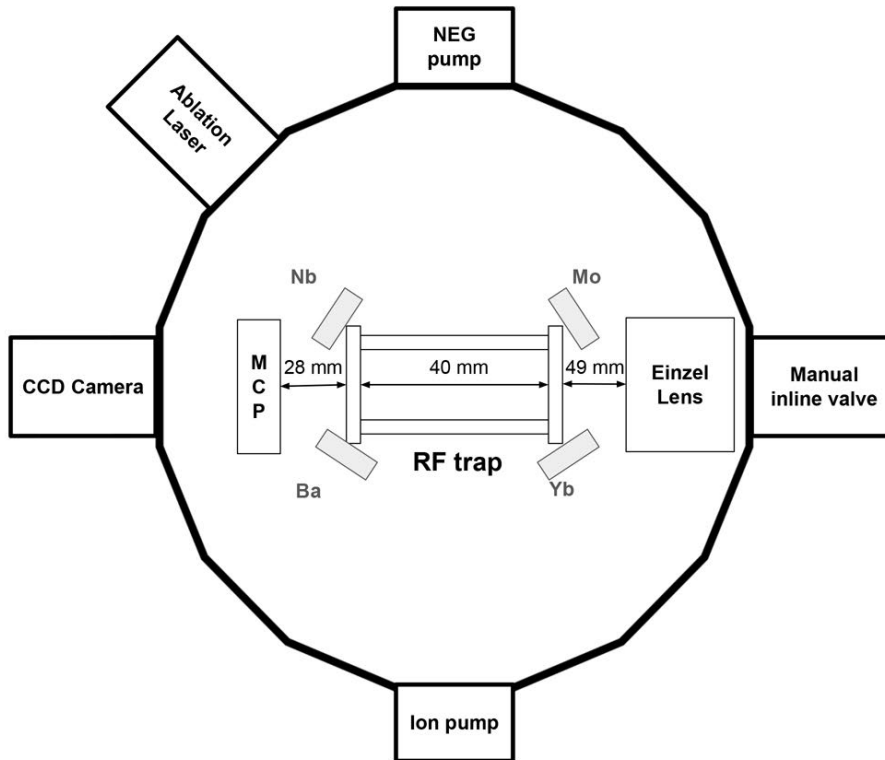 NEG
pump
Ablation
Laser
Nb
Mo
M
C
P
28 mm
40 mm
49 mm
Einzel
Lens
CCD Camera
Manual
inline valve
RF trap
Ba
Yb
Ion pump